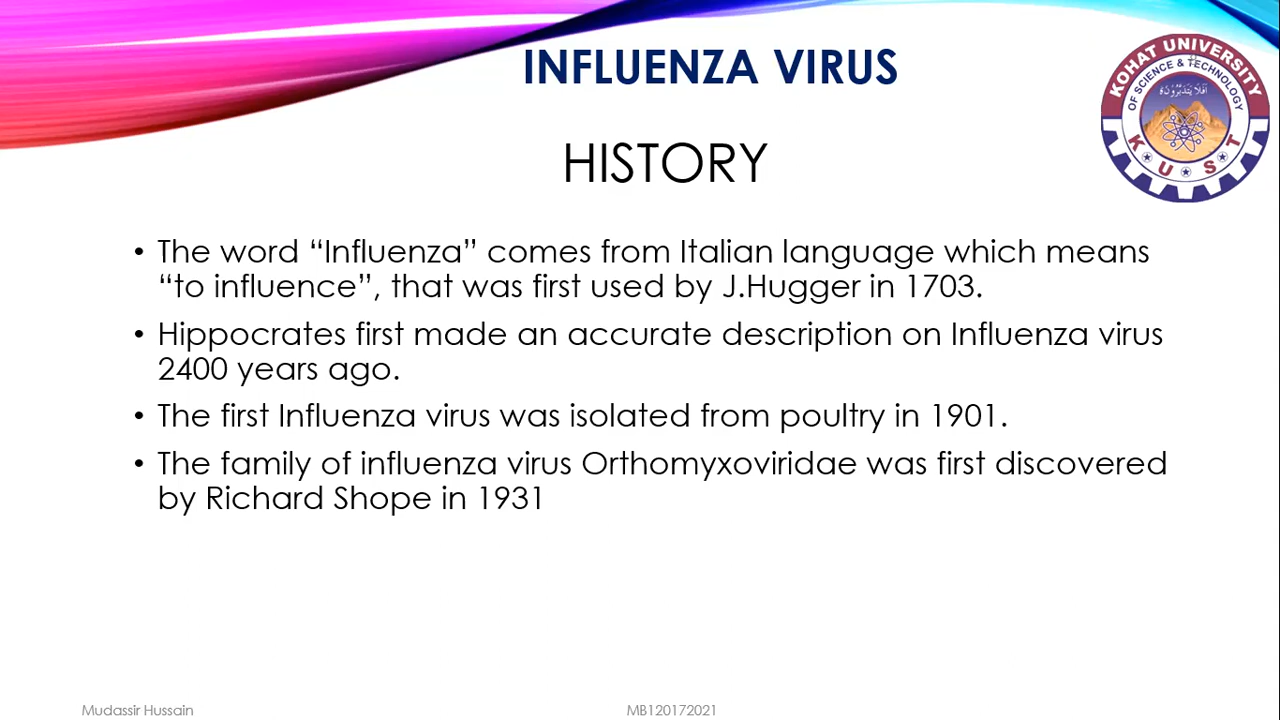 INFLUENZA VIRUS
KOHAT UNIVERSITY
OF SCIENCE & TECHNOLOGY
K U S T
HISTORY
• The word “Influenza” comes from Italian language which means
“to influence”, that was first used by J.Hugger in 1703.
• Hippocrates first made an accurate description on Influenza virus
2400 years ago.
• The first Influenza virus was isolated from poultry in 1901.
• The family of influenza virus Orthomyxoviridae was first discovered
by Richard Shope in 1931
Mudassir Hussain
MB120172021